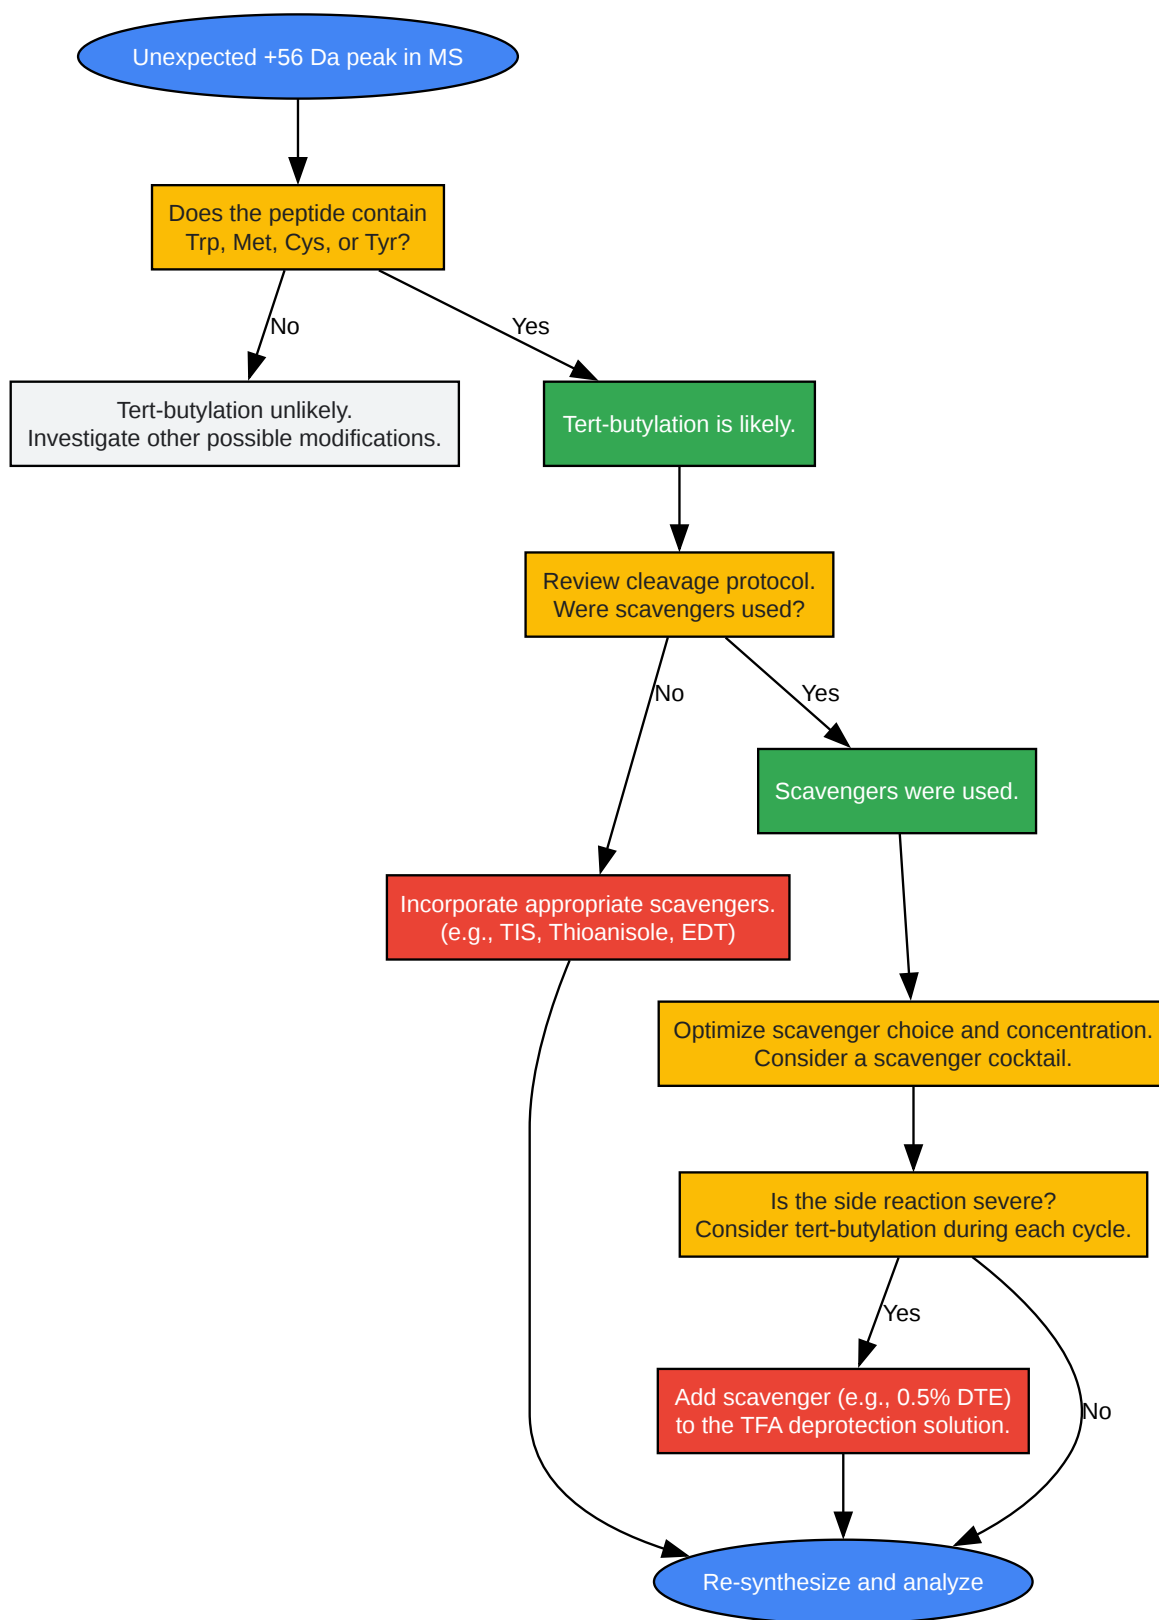 Unexpected +56 Da peak in MS
Does the peptide contain
Trp, Met, Cys, or Tyr?
No
Yes
Tert-butylation unlikely.
Investigate other possible modifications.
Tert-butylation is likely.
Review cleavage protocol.
Were scavengers used?
No
Yes
Scavengers were used.
Incorporate appropriate scavengers.
(e.g., TIS, Thioanisole, EDT)
Optimize scavenger choice and concentration.
Consider a scavenger cocktail.
Is the side reaction severe?
Consider tert-butylation during each cycle.
Yes
Add scavenger (e.g., 0.5% DTE)
to the TFA deprotection solution.
No
Re-synthesize and analyze